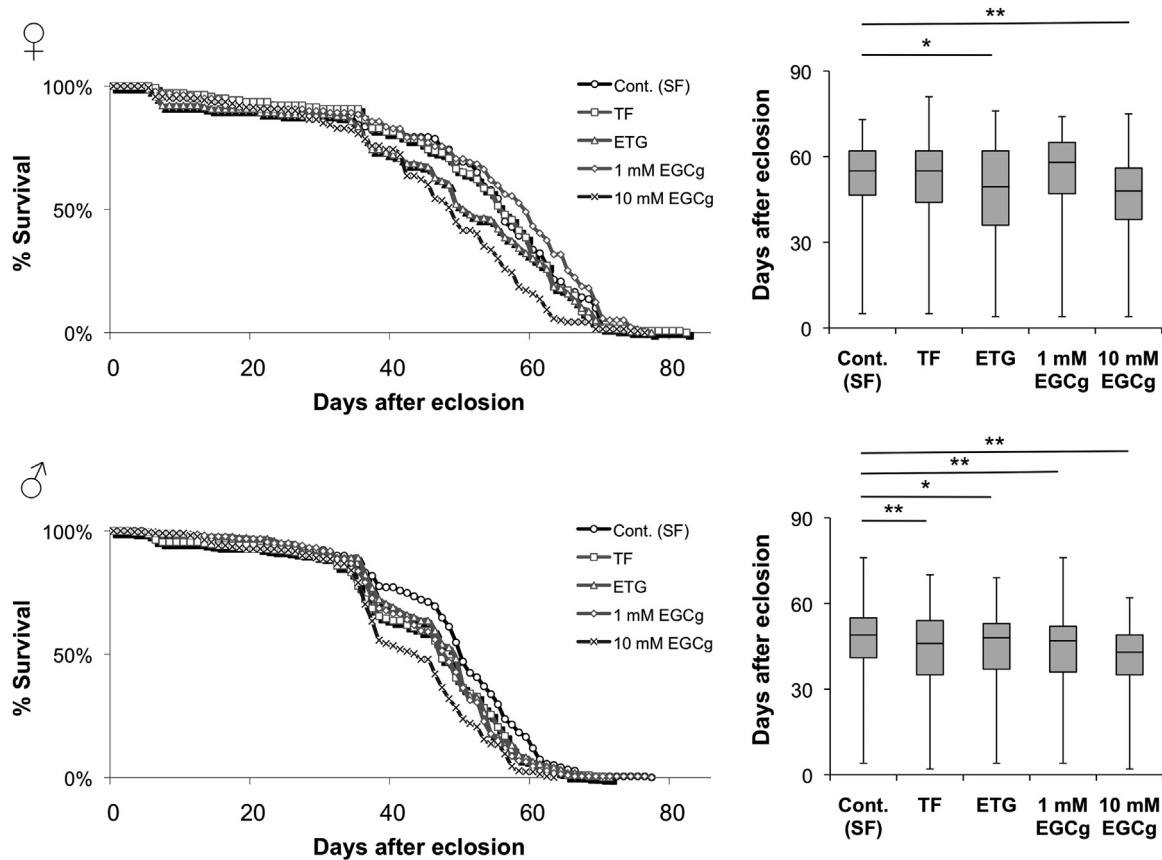 ♀
100%
50%
0%
% Survival
0 20 40 60 80
Days after eclosion
Cont. (SF)
TF
ETG
1 mM EGCg
10 mM EGCg
**
*
90
60
30
0
Days after eclosion
Cont. TF ETG 1 mM 10 mM
(SF) EGCg EGCg
♂
100%
50%
0%
% Survival
0 20 40 60 80
Days after eclosion
Cont. (SF)
TF
ETG
1 mM EGCg
10 mM EGCg
**
**
*
**
90
60
30
0
Days after eclosion
Cont. TF ETG 1 mM 10 mM
(SF) EGCg EGCg